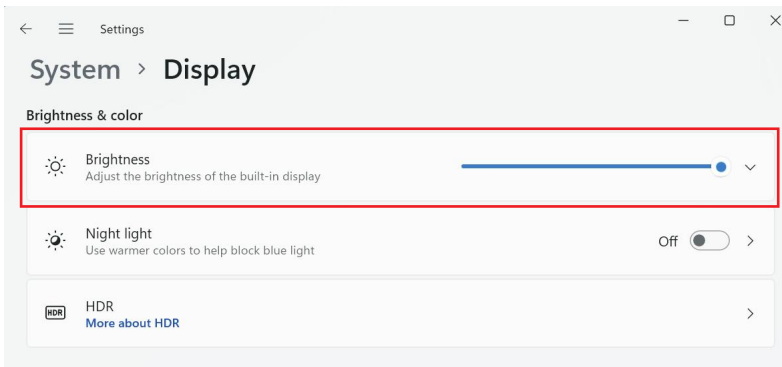 Settings
System > Display
Brightness & color
Brightness
Adjust the brightness of the built-in display
Night light
Use warmer colors to help block blue light
Off
HDR
HDR
More about HDR